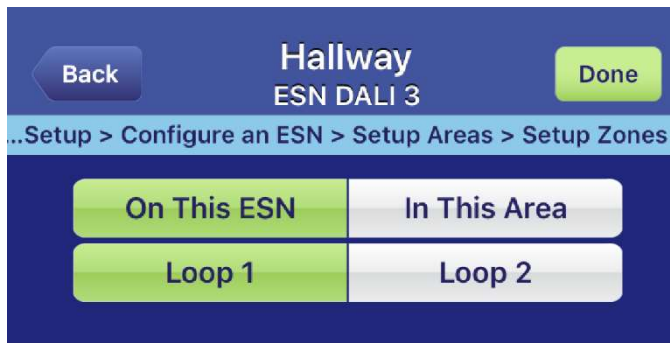 Back
Hallway
ESN DALI 3
Done
...Setup > Configure an ESN > Setup Areas > Setup Zones
On This ESN
In This Area
Loop 1
Loop 2